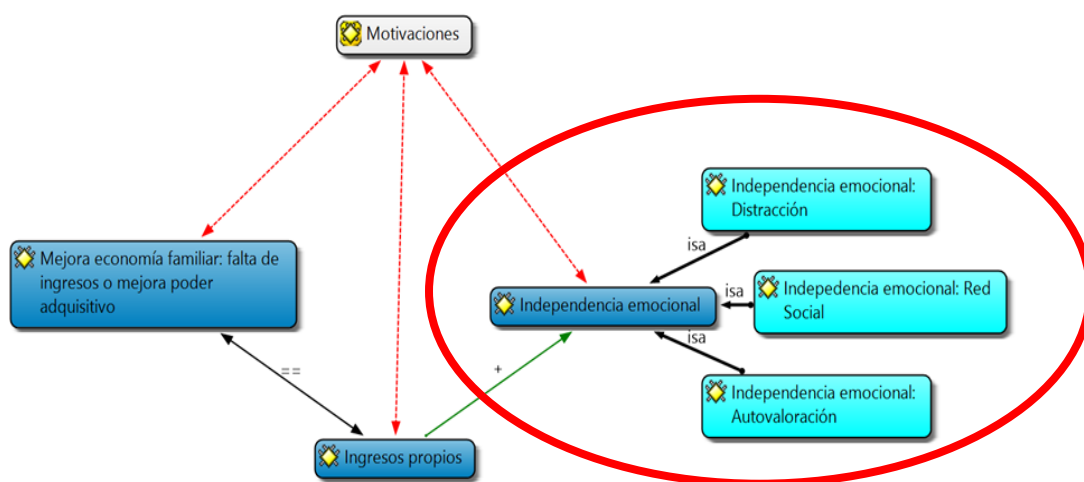 Motivaciones
Independencia emocional:
Distracción
isa
Mejora economía familiar: falta de
ingresos o mejora poder
adquisitivo
Independencia emocional
isa
Indepedencia emocional: Red
Social
isa
==
+
Independencia emocional:
Autovaloración
Ingresos propios